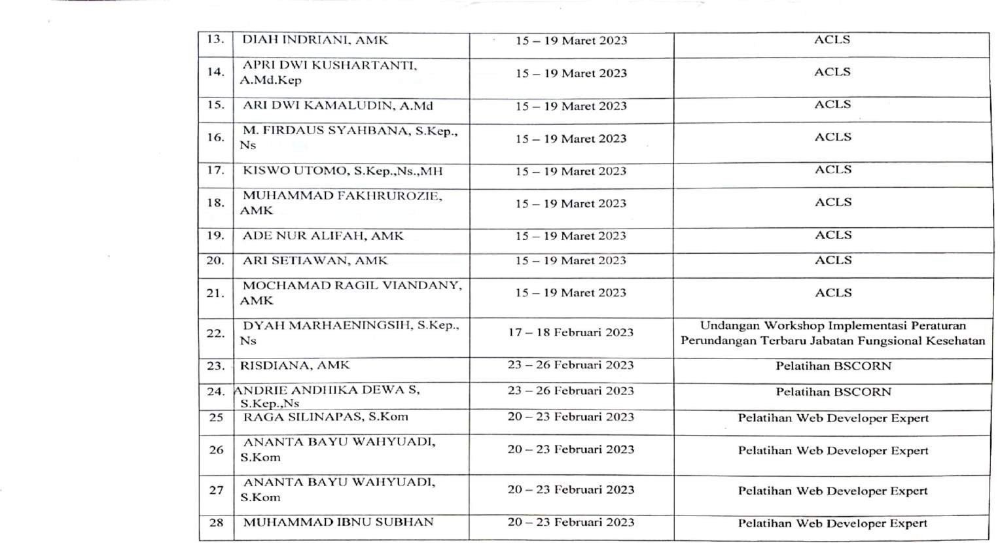 13. DIAH INDRIANI, AMK 15 – 19 Maret 2023 ACLS
14. APRI DWI KUSHARTANTI,
A.Md.Kep 15 – 19 Maret 2023 ACLS
15. ARI DWI KAMALUDIN, A.Md 15 – 19 Maret 2023 ACLS
16. M. FIRDAUS SYAHBANA, S.Kep.,
Ns 15 – 19 Maret 2023 ACLS
17. KISWO UTOMO, S.Kep.,Ns.,MH 15 – 19 Maret 2023 ACLS
18. MUHAMMAD FAKHRUROZIE,
AMK 15 – 19 Maret 2023 ACLS
19. ADE NUR ALIFAH, AMK 15 – 19 Maret 2023 ACLS
20. ARI SETIAWAN, AMK 15 – 19 Maret 2023 ACLS
21. MOCHAMAD RAGIL VIANDANY,
AMK 15 – 19 Maret 2023 ACLS
22. DYAH MARHAENINGSIH, S.Kep.,
Ns 17 – 18 Februari 2023 Undangan Workshop Implementasi Peraturan
Perundangan Terbaru Jabatan Fungsional Kesehatan
23. RISDIANA, AMK 23 – 26 Februari 2023 Pelatihan BSCORN
24. ANDRIE ANDHIKA DEWA S,
S.Kep.,Ns 23 – 26 Februari 2023 Pelatihan BSCORN
25 RAGA SILINAPAS, S.Kom 20 – 23 Februari 2023 Pelatihan Web Developer Expert
26 ANANTA BAYU WAHYUADI,
S.Kom 20 – 23 Februari 2023 Pelatihan Web Developer Expert
27 ANANTA BAYU WAHYUADI,
S.Kom 20 – 23 Februari 2023 Pelatihan Web Developer Expert
28 MUHAMMAD IBNU SUBHAN 20 – 23 Februari 2023 Pelatihan Web Developer Expert